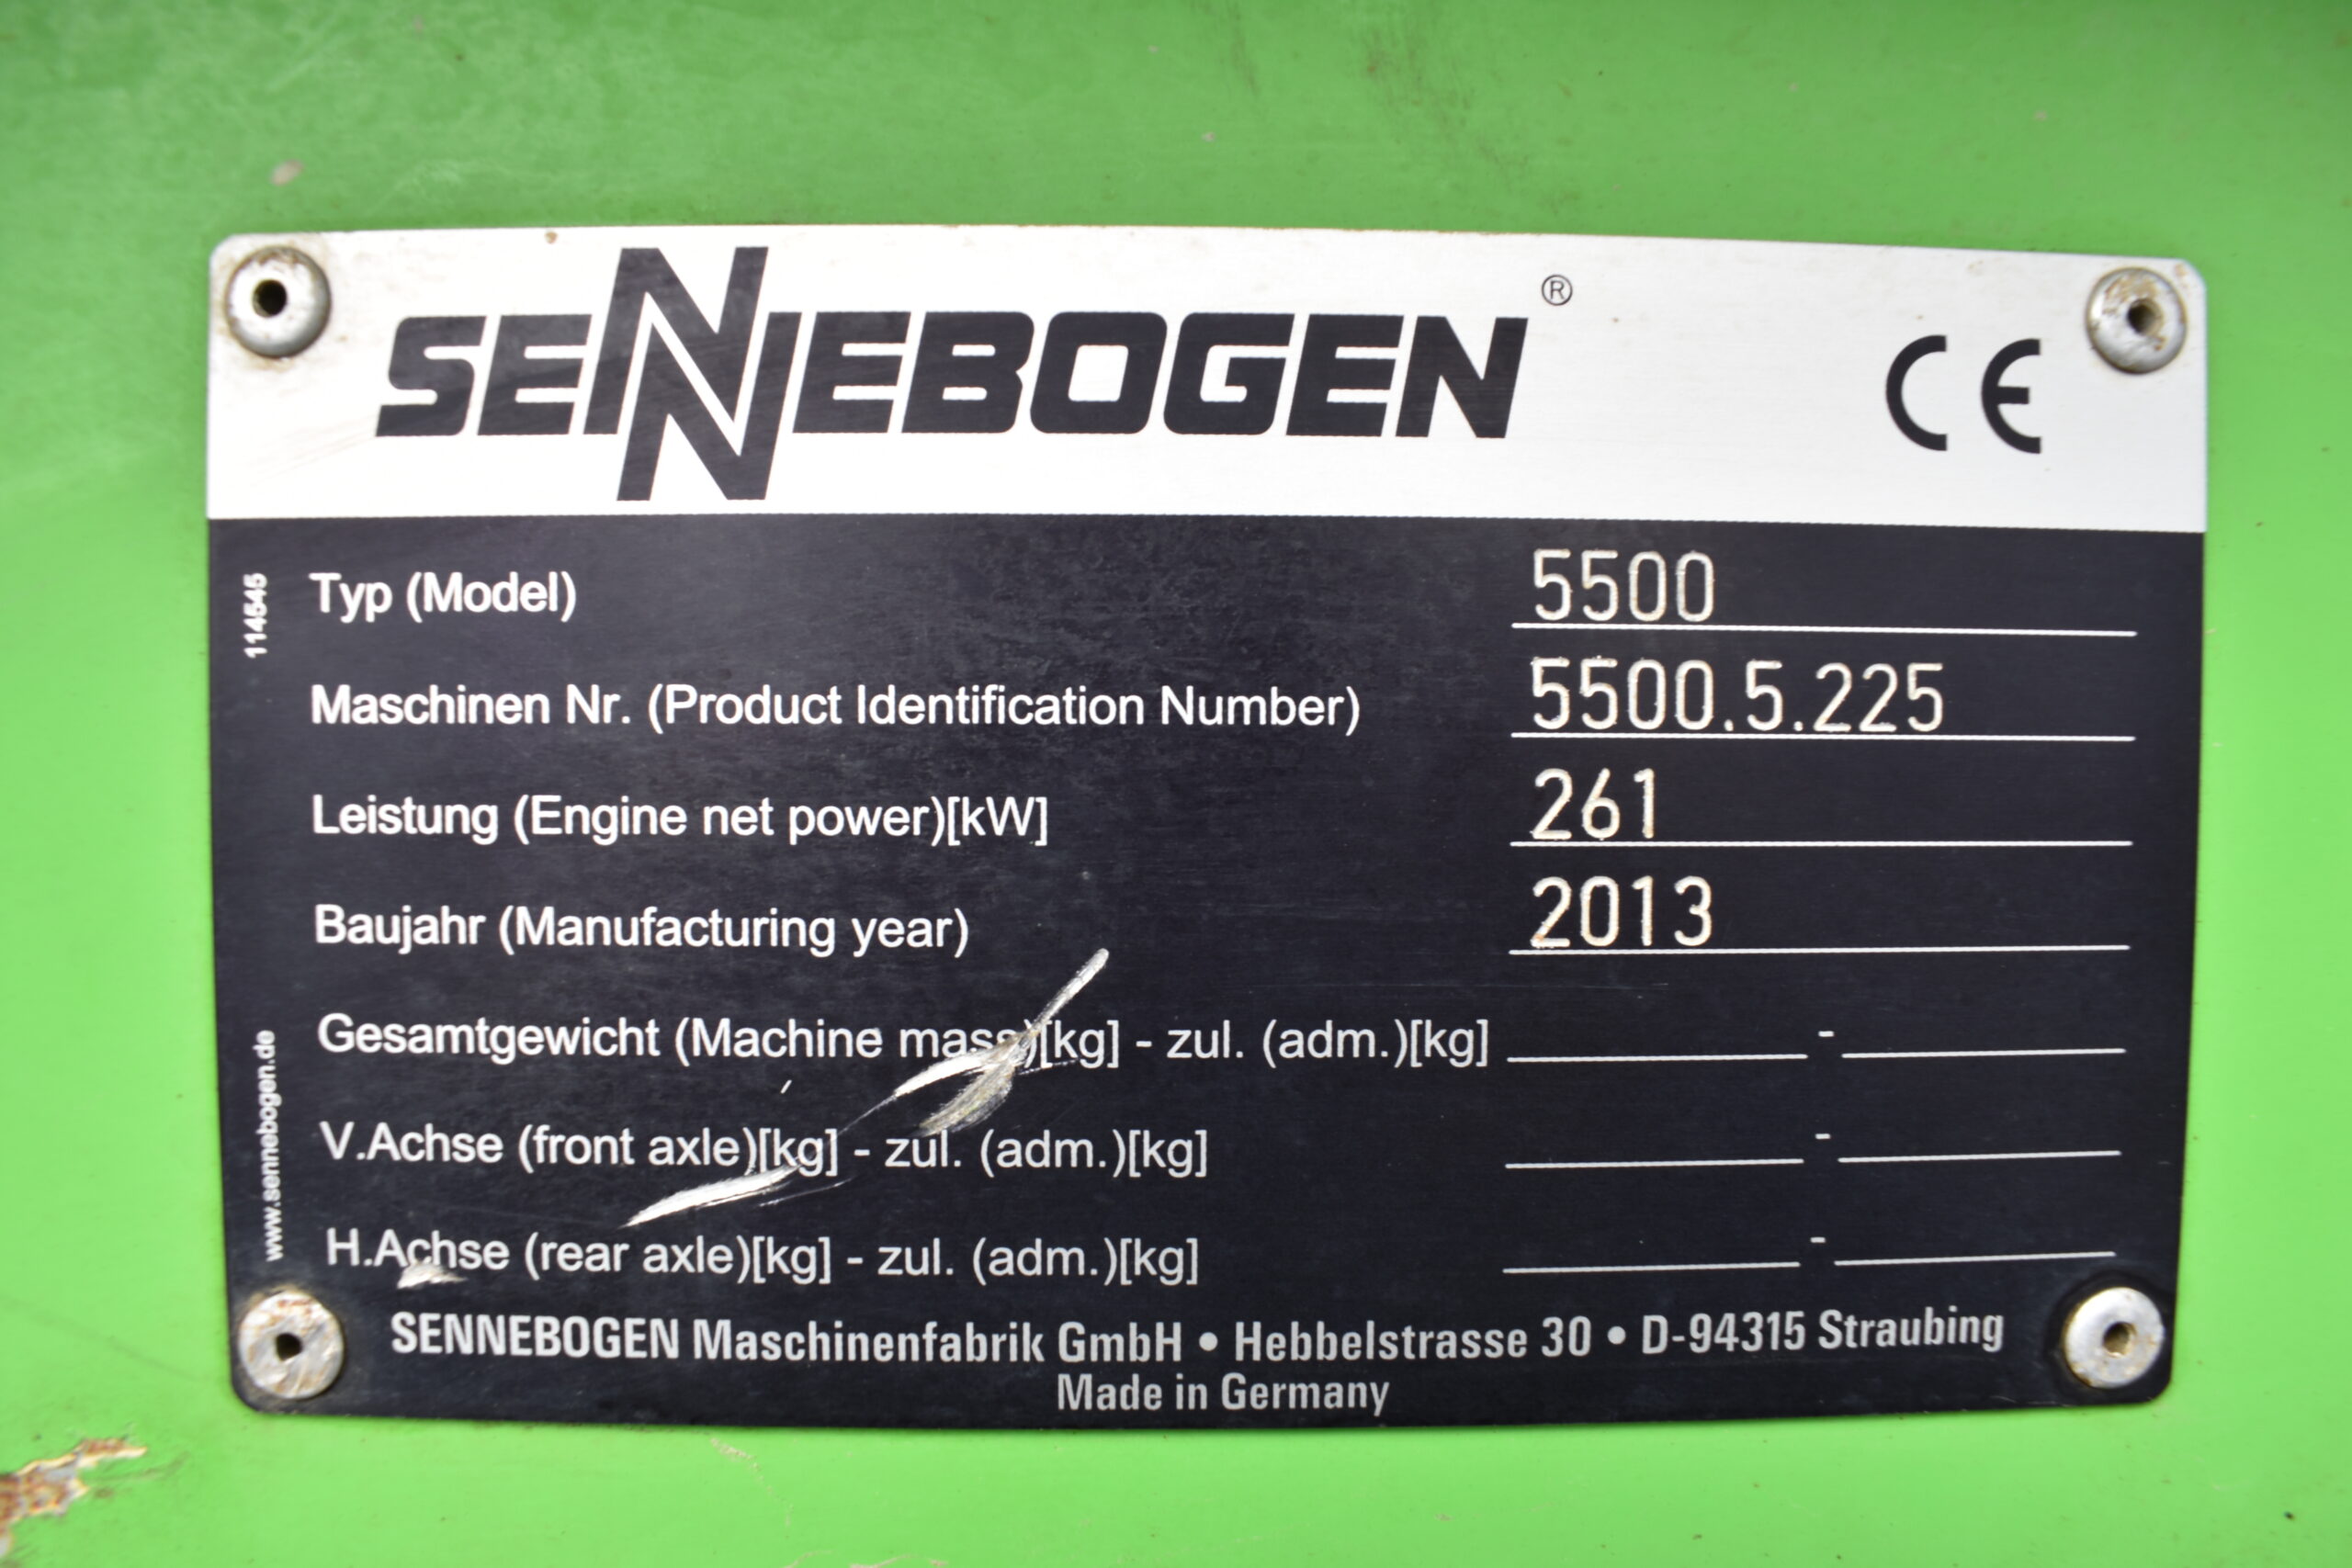 SENNEBOGEN®
CE
114545
Typ (Model) 5500
Maschinen Nr. (Product Identification Number) 5500.5.225
Leistung (Engine net power)[kW] 261
Baujahr (Manufacturing year) 2013
Gesamtgewicht (Machine mass)[kg] - zul. (adm.)[kg] -
V.Achse (front axle)[kg] - zul. (adm.)[kg] -
H.Achse (rear axle)[kg] - zul. (adm.)[kg] -
www.sennebogen.de
SENNEBOGEN Maschinenfabrik GmbH • Hebbelstrasse 30 • D-94315 Straubing
Made in Germany